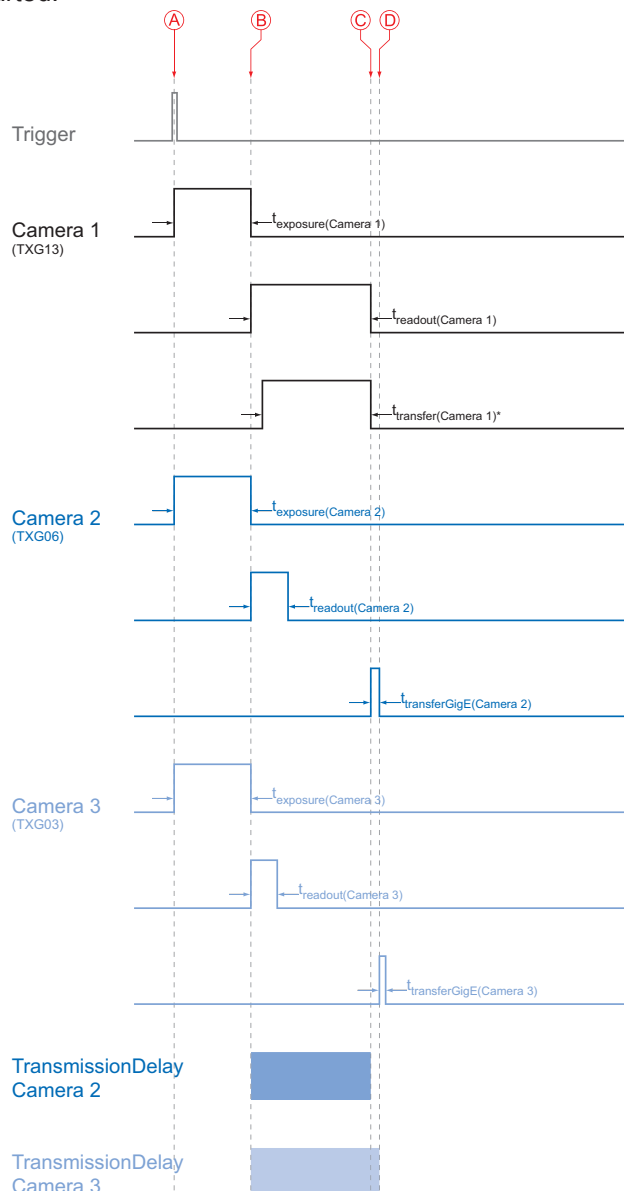 A B C D
Trigger
Camera 1
(TXG13)
texposure(Camera 1)
treadout(Camera 1)
ttransfer(Camera 1)*
Camera 2
(TXG06)
texposure(Camera 2)
treadout(Camera 2)
ttransferGigE(Camera 2)
Camera 3
(TXG03)
texposure(Camera 3)
treadout(Camera 3)
ttransferGigE(Camera 3)
TransmissionDelay
Camera 2
TransmissionDelay
Camera 3